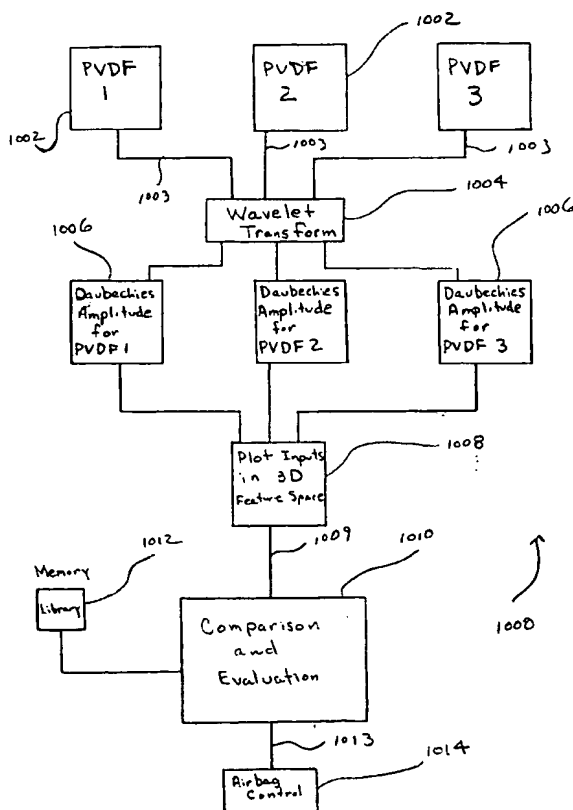 1002
PVDF
1
PVDF
2
PVDF
3
1002
1003
1003
1003
1004
Wavelet
Transform
1006
1006
Daubechies
Amplitude
for
PVDF 1
Daubechies
Amplitude
for
PVDF 2
Daubechies
Amplitude
for
PVDF 3
Plot Inputs
in 3D
Feature Space
1008
1009
1010
1012
Memory
Library
Comparison
and
Evaluation
1000
1013
1014
Airbag
Control